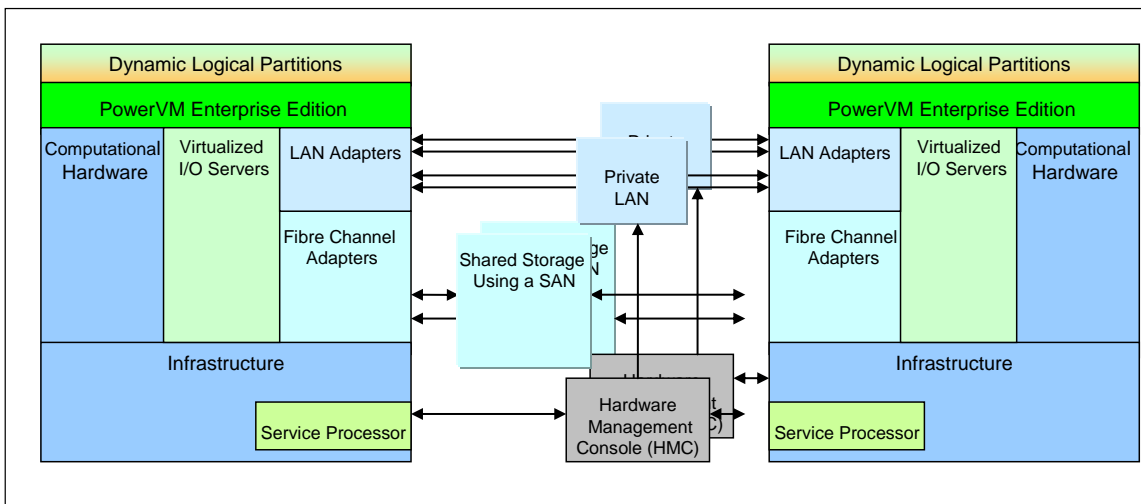 Dynamic Logical Partitions
PowerVM Enterprise Edition
Computational
Hardware
Virtualized
I/O Servers
LAN Adapters
Fibre Channel
Adapters
Infrastructure
Service Processor
Private
LAN
Shared Storage
Using a SAN
Hardware
Management
Console (HMC)
Dynamic Logical Partitions
PowerVM Enterprise Edition
LAN Adapters
Virtualized
I/O Servers
Computational
Hardware
Fibre Channel
Adapters
Infrastructure
Service Processor